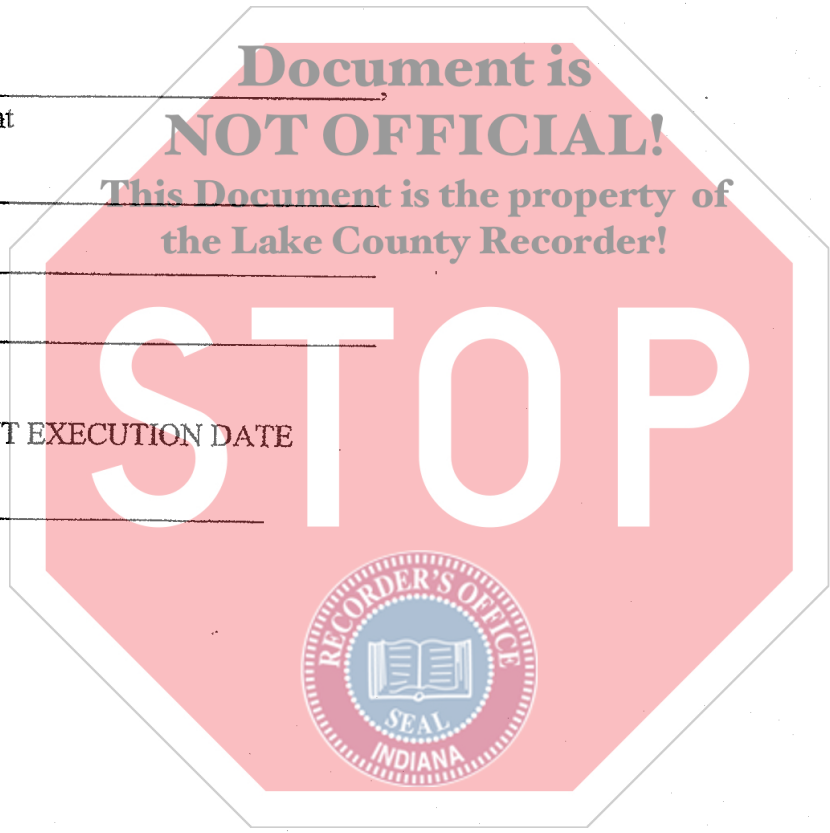 Document is
NOT OFFICIAL!
This Document is the property of
the Lake County Recorder!
STOP
T EXECUTION DATE
RECORDER'S OFFICE
SEAL
INDIANA